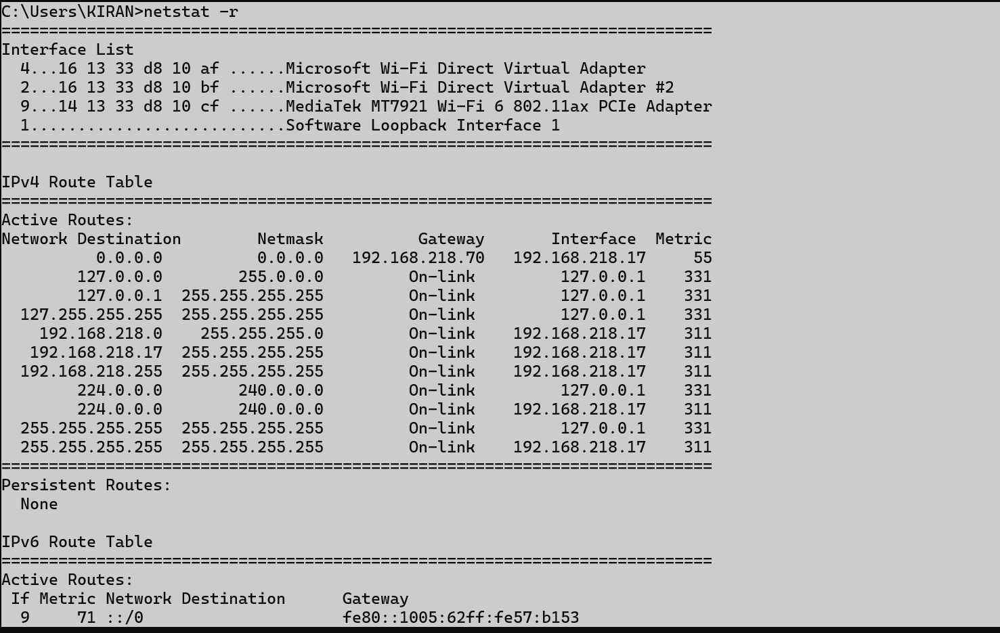 C:\Users\KIRAN>netstat -r
===========================================================================
Interface List
  4...16 13 33 d8 10 af ......Microsoft Wi-Fi Direct Virtual Adapter
  2...16 13 33 d8 10 bf ......Microsoft Wi-Fi Direct Virtual Adapter #2
  9...14 13 33 d8 10 cf ......MediaTek MT7921 Wi-Fi 6 802.11ax PCIe Adapter
  1...........................Software Loopback Interface 1
===========================================================================

IPv4 Route Table
===========================================================================
Active Routes:
Network Destination        Netmask          Gateway       Interface  Metric
          0.0.0.0          0.0.0.0   192.168.218.70   192.168.218.17     55
        127.0.0.0        255.0.0.0         On-link         127.0.0.1    331
        127.0.0.1  255.255.255.255         On-link         127.0.0.1    331
  127.255.255.255  255.255.255.255         On-link         127.0.0.1    331
    192.168.218.0    255.255.255.0         On-link    192.168.218.17    311
   192.168.218.17  255.255.255.255         On-link    192.168.218.17    311
  192.168.218.255  255.255.255.255         On-link    192.168.218.17    311
        224.0.0.0        240.0.0.0         On-link         127.0.0.1    331
        224.0.0.0        240.0.0.0         On-link    192.168.218.17    311
  255.255.255.255  255.255.255.255         On-link         127.0.0.1    331
  255.255.255.255  255.255.255.255         On-link    192.168.218.17    311
===========================================================================
Persistent Routes:
  None

IPv6 Route Table
===========================================================================
Active Routes:
 If Metric Network Destination      Gateway
  9     71 ::/0                     fe80::1005:62ff:fe57:b153